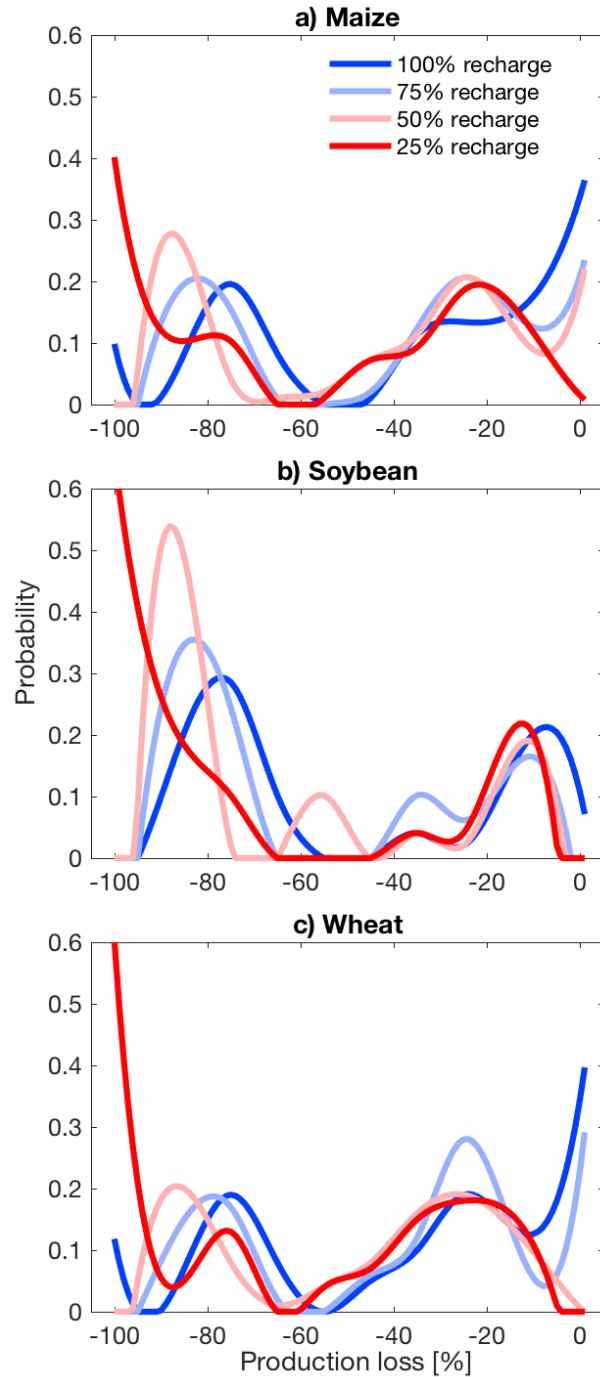 a) Maize
0.6
0.5
0.4
0.3
0.2
0.1
0
100% recharge
75% recharge
50% recharge
25% recharge
-100 -80 -60 -40 -20 0
b) Soybean
0.6
0.5
0.4
0.3
0.2
0.1
0
Probability
-100 -80 -60 -40 -20 0
c) Wheat
0.6
0.5
0.4
0.3
0.2
0.1
0
-100 -80 -60 -40 -20 0
Production loss [%]